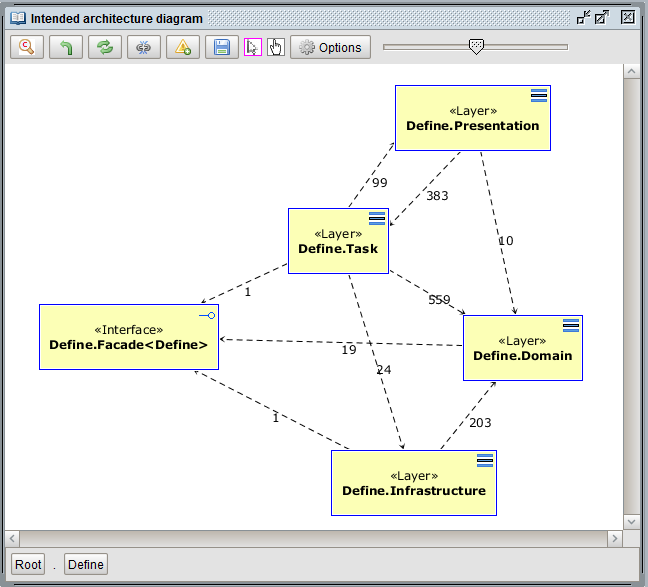 Intended architecture diagram
Options
«Layer»
Define.Presentation
99
383
10
«Layer»
Define.Task
1
559
«Interface»
Define.Facade<Define>
19
24
«Layer»
Define.Domain
1
203
«Layer»
Define.Infrastructure
Root . Define